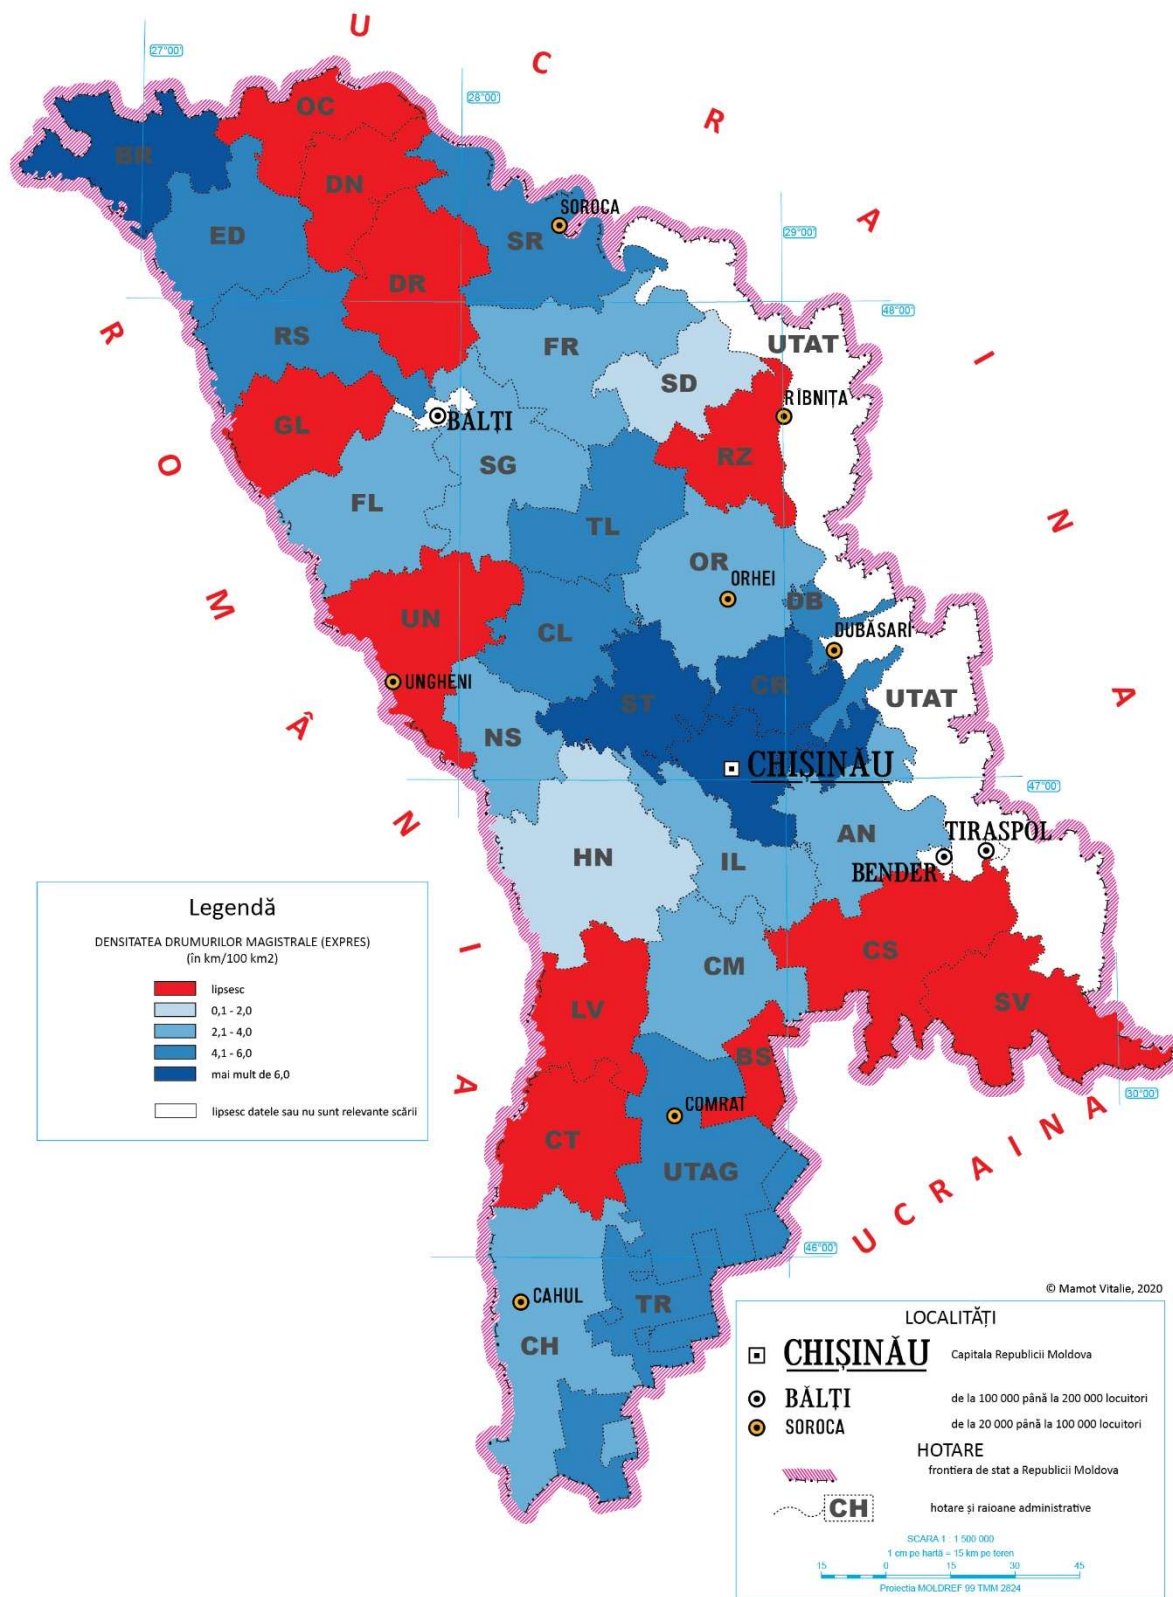 U C R A I N A
27°00'
28°00'
OC
BR
DN
SOROCA
ED
SR
29°00'
DR
48°00'
R O M Â N I A
RS
FR
UTAT
SD
RÎBNIȚA
GL
BĂLȚI
SG
RZ
FL
TL
OR
ORHEI
DB
UN
CL
DUBĂSARI
UNGHENI
ST
CR
UTAT
NS
CHIȘINĂU
47°00'
AN
TIRASPOL
HN
IL
BENDER
Legendă
DENSITATEA DRUMURILOR MAGISTRALE (EXPRES)
(în km/100 km2)
lipsesc
0,1 - 2,0
2,1 - 4,0
4,1 - 6,0
mai mult de 6,0
lipsesc datele sau nu sunt relevante scării
CM
CS
LV
SV
BS
30°00'
COMRAT
CT
UTAG
UCRAINA
46°00'
CAHUL
TR
CH
© Mamot Vitalie, 2020
LOCALITĂȚI
CHIȘINĂU Capitala Republicii Moldova
BĂLȚI de la 100 000 până la 200 000 locuitori
SOROCA de la 20 000 până la 100 000 locuitori
HOTARE
frontiera de stat a Republicii Moldova
CH hotare și raioane administrative
SCARA 1 : 1 500 000
1 cm pe hartă = 15 km pe teren
15 0 15 30 45
Proiectia MOLDREF 99 TMM 2824